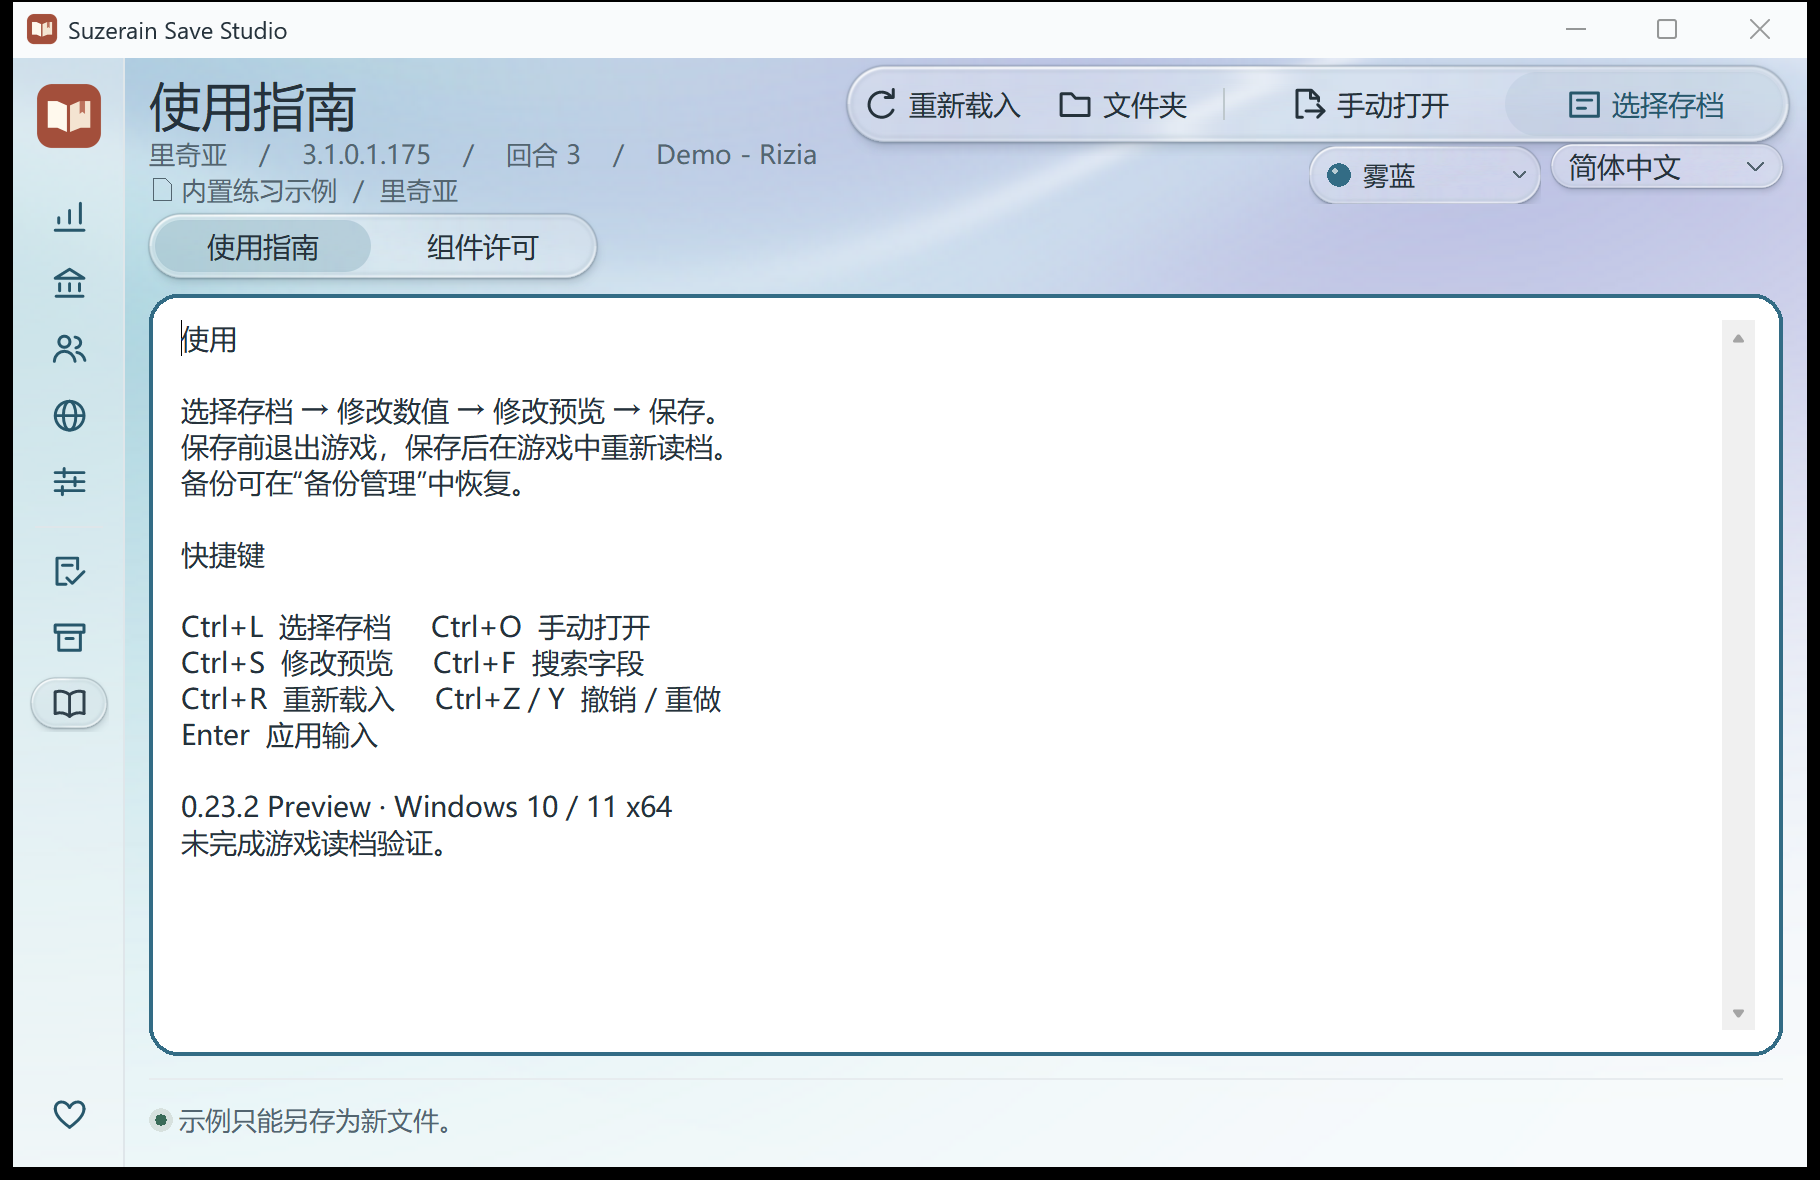 Suzerain Save Studio
使用指南
重新载入 文件夹 手动打开 选择存档
里奇亚 / 3.1.0.1.175 / 回合 3 / Demo - Rizia
雾蓝 简体中文
内置练习示例 / 里奇亚
使用指南 组件许可
使用
选择存档 → 修改数值 → 修改预览 → 保存。
保存前退出游戏，保存后在游戏中重新读档。
备份可在“备份管理”中恢复。
快捷键
Ctrl+L 选择存档 Ctrl+O 手动打开
Ctrl+S 修改预览 Ctrl+F 搜索字段
Ctrl+R 重新载入 Ctrl+Z / Y 撤销 / 重做
Enter 应用输入
0.23.2 Preview · Windows 10 / 11 x64
未完成游戏读档验证。
示例只能另存为新文件。